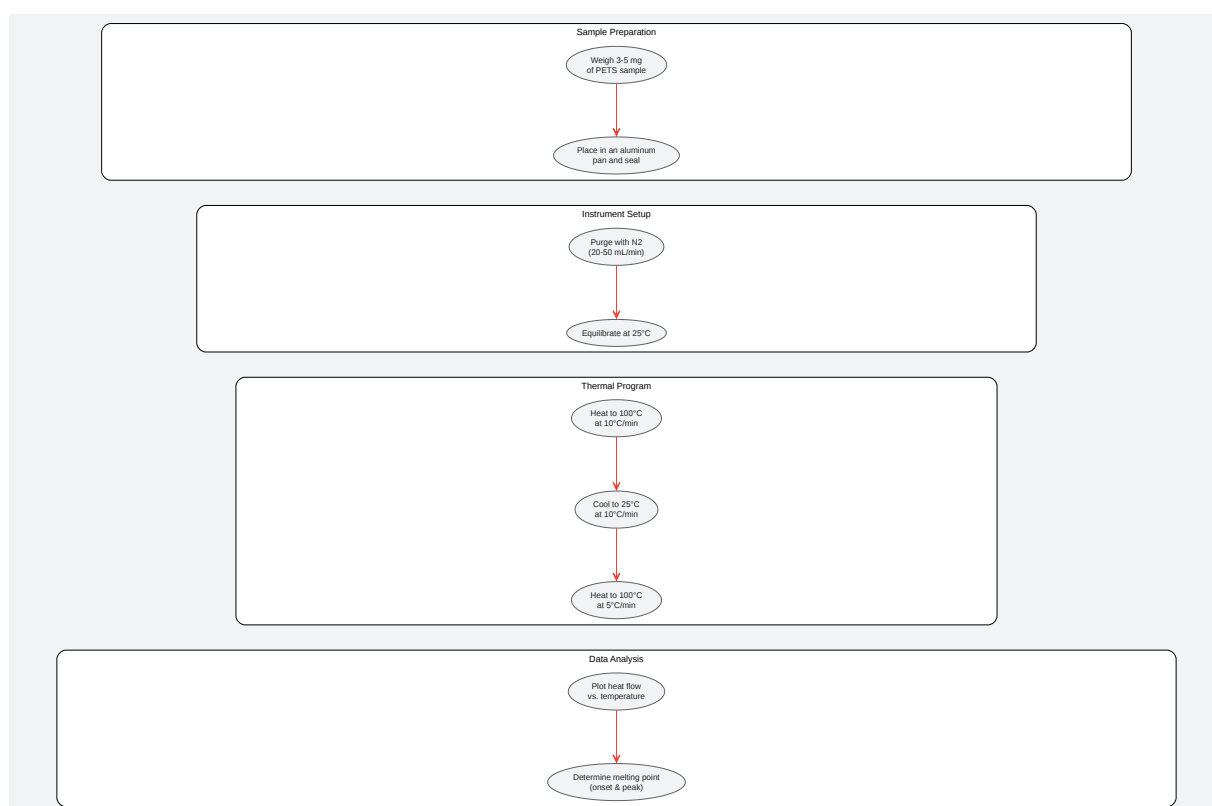 Sample Preparation
Weigh 3-5 mg
of PETS sample
Place in an aluminum
pan and seal
Instrument Setup
Purge with N2
(20-50 mL/min)
Equilibrate at 25°C
Thermal Program
Heat to 100°C
at 10°C/min
Cool to 25°C
at 10°C/min
Heat to 100°C
at 5°C/min
Data Analysis
Plot heat flow
vs. temperature
Determine melting point
(onset & peak)